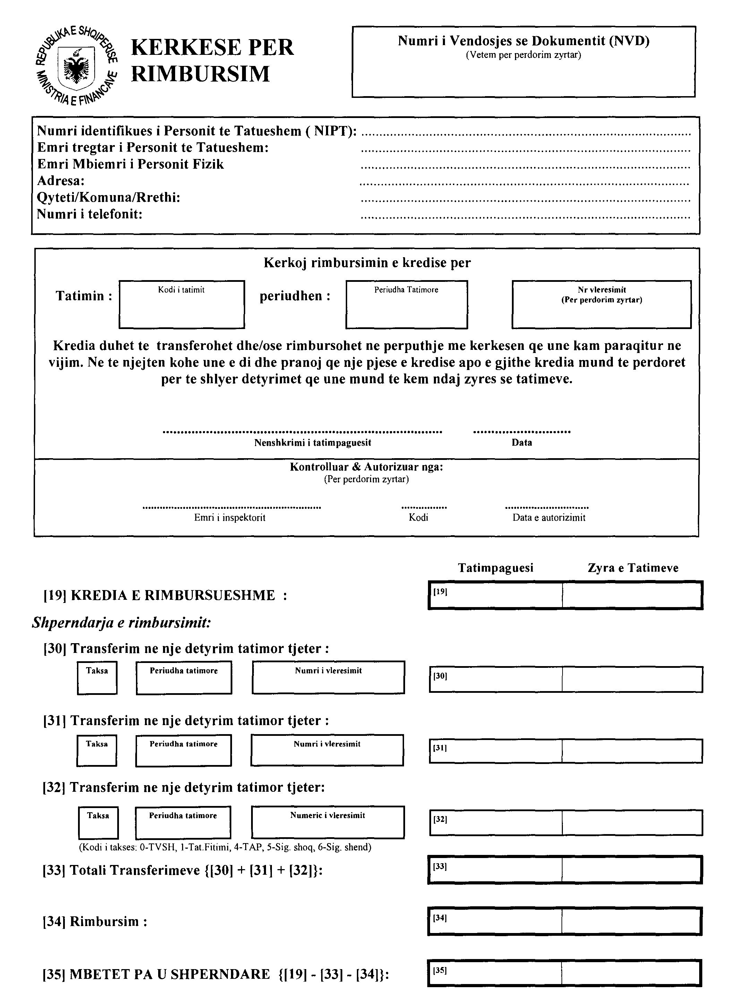 REPUBLIKA E SHQIPERISE
MINISTRIA E FINANCAVE
KERKESE PER
RIMBURSIM
Numri i Vendosjes se Dokumentit (NVD)
(Vetem per perdorim zyrtar)
Numri identifikues i Personit te Tatueshem ( NIPT): ........................................
Emri tregtar i Personit te Tatueshem: ........................................
Emri Mbiemri i Personit Fizik ........................................
Adresa: ........................................
Qyteti/Komuna/Rrethi: ........................................
Numri i telefonit: ........................................
Kerkoj rimbursimin e kredise per
Tatimin : Kodi i tatimit periudhen : Periudha Tatimore Nr vleresimit
(Per perdorim zyrtar)
Kredia duhet te transferohet dhe/ose rimbursohet ne perputhje me kerkesen qe une kam paraqitur ne
vijim. Ne te njejten kohe une e di dhe pranoj qe nje pjese e kredise apo e gjithe kredia mund te perdoret
per te shlyer detyrimet qe une mund te kem ndaj zyres se tatimeve.
........................................ ....................
Nenshkrimi i tatimpaguesit Data
Kontrolluar & Autorizuar nga:
(Per perdorim zyrtar)
........................................ ............... ....................
Emri i inspektorit Kodi Data e autorizimit
Tatimpaguesi Zyra e Tatimeve
[19] KREDIA E RIMBURSUESHME : [19]
Shperndarja e rimbursimit:
[30] Transferim ne nje detyrim tatimor tjeter :
Taksa Periudha tatimore Numri i vleresimit [30]
[31] Transferim ne nje detyrim tatimor tjeter :
Taksa Periudha tatimore Numri i vleresimit [31]
[32] Transferim ne nje detyrim tatimor tjeter:
Taksa Periudha tatimore Numeric i vleresimit [32]
(Kodi i takses: 0-TVSH, 1-Tat.Fitimi, 4-TAP, 5-Sig. shoq, 6-Sig. shend)
[33] Totali Transferimeve {[30] + [31] + [32]}: [33]
[34] Rimbursim : [34]
[35] MBETET PA U SHPERNDARE {[19] - [33] - [34]}: [35]